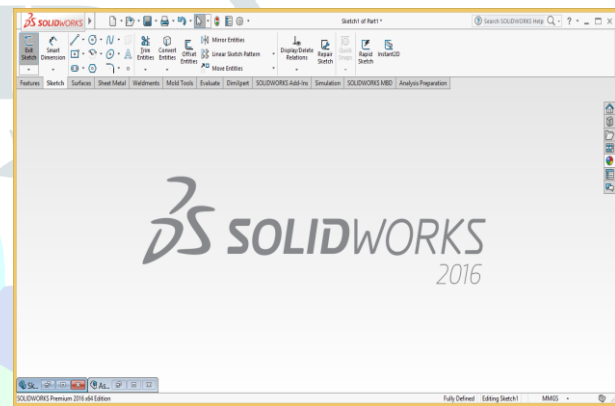 SOLIDWORKS
Sketch1 of Part1 *
Search SOLIDWORKS Help
Exit Sketch
Smart Dimension
Trim Entities
Convert Entities
Offset Entities
Mirror Entities
Linear Sketch Pattern
Move Entities
Display/Delete Relations
Repair Sketch
Quick Snaps
Rapid Sketch
Instant2D
Features Sketch Surfaces Sheet Metal Weldments Mold Tools Evaluate DimXpert SOLIDWORKS Add-Ins Simulation SOLIDWORKS MBD Analysis Preparation
SOLIDWORKS
2016
Sk... As...
SOLIDWORKS Premium 2016 x64 Edition Fully Defined Editing Sketch1 MMGS